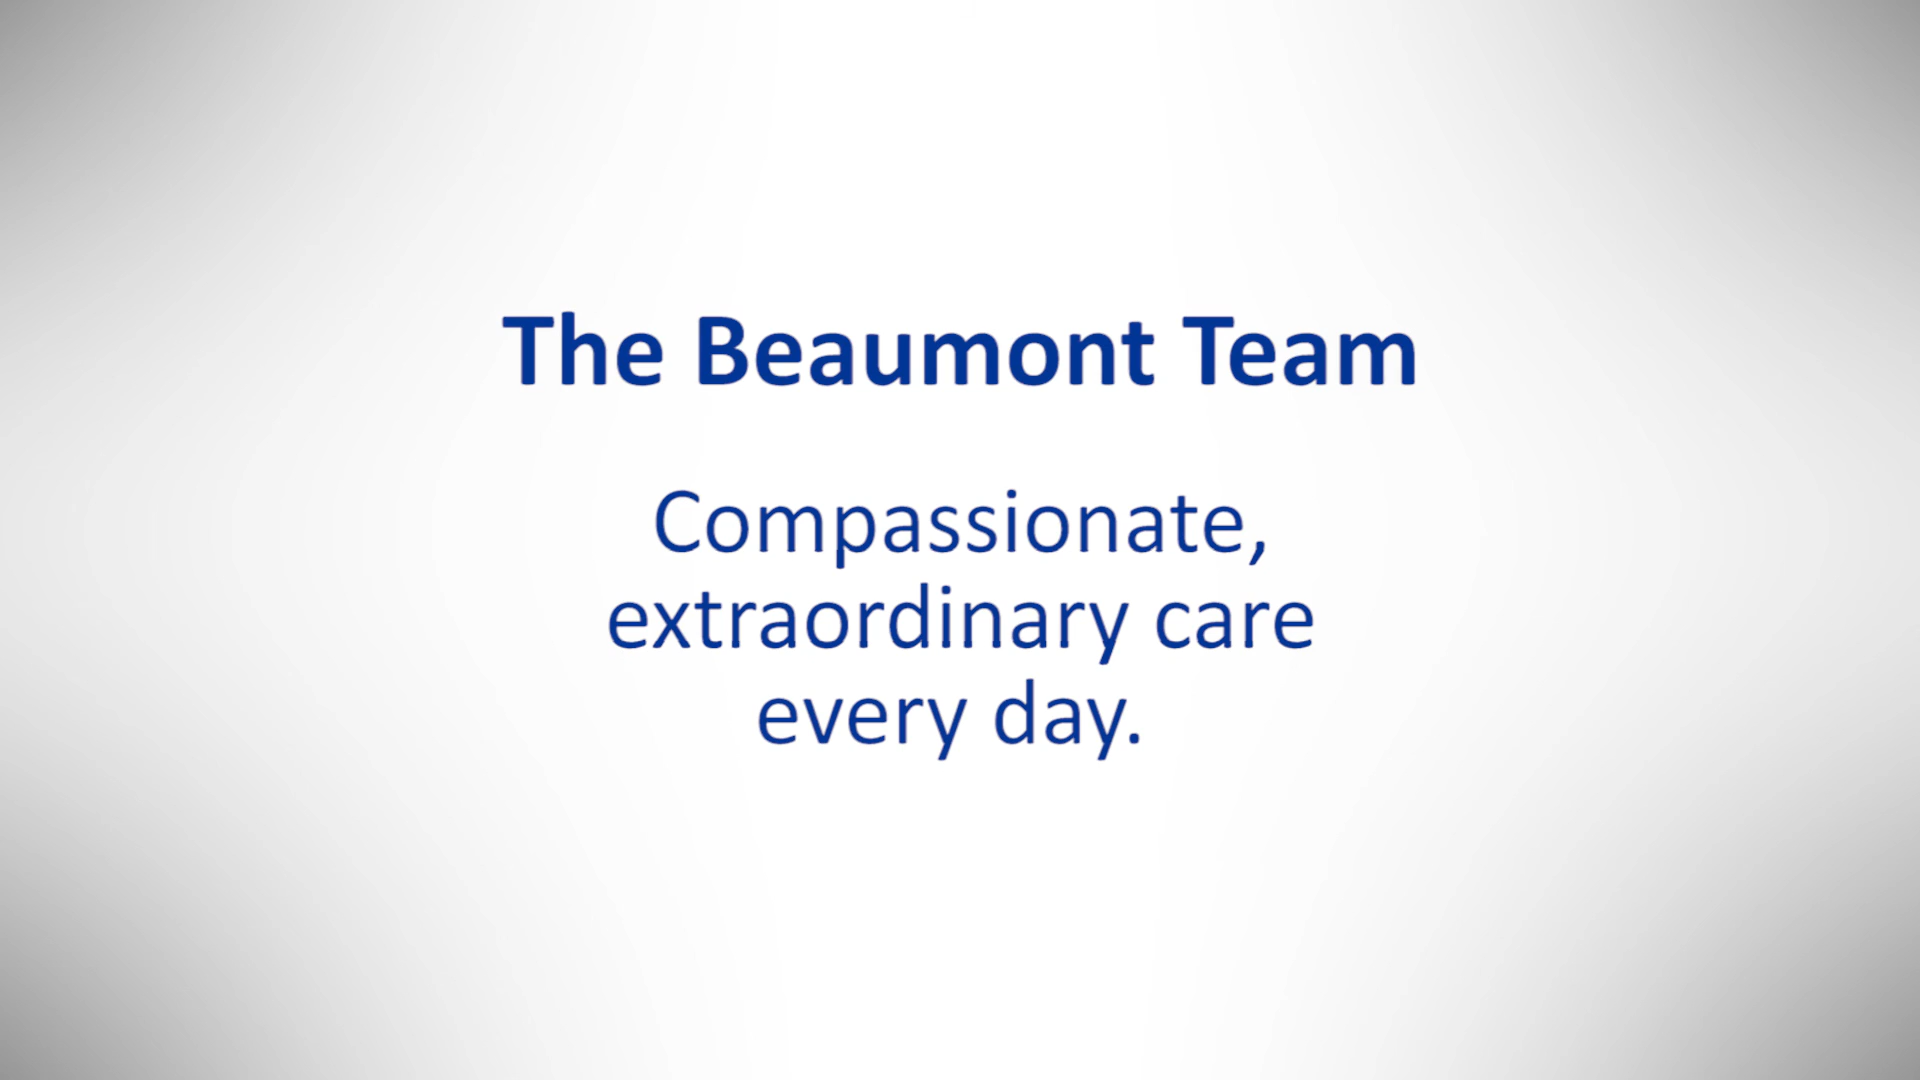 The Beaumont Team
Compassionate,
extraordinary care
every day.